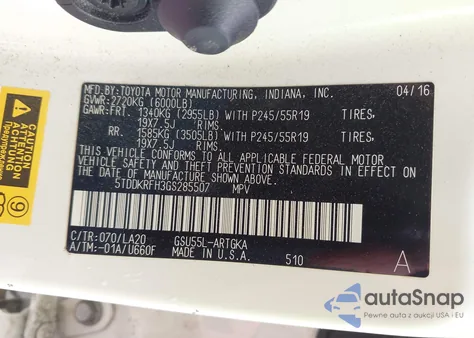 MFD.BY:TOYOTA MOTOR MANUFACTURING, INDIANA, INC. 04/16
GVWR:2720KG (6000LB)
GAWR:FRT. 1340KG (2955LB) WITH P245/55R19 TIRES,
19X7.5J RIMS.
RR. 1585KG (3505LB) WITH P245/55R19 TIRES,
19X7.5J RIMS.
THIS VEHICLE CONFORMS TO ALL APPLICABLE FEDERAL MOTOR
VEHICLE SAFETY AND THEFT PREVENTION STANDARDS IN EFFECT
ON THE DATE OF MANUFACTURE SHOWN ABOVE.
5TDDKRFH3GS285507 MPV
C/TR:070/LA20 GSU55L-ARTGKA
A/TM:-01A/U660F MADE IN U.S.A. 510 A
CAUTION
autoSnap
Pewne auta z aukcji USA i EU